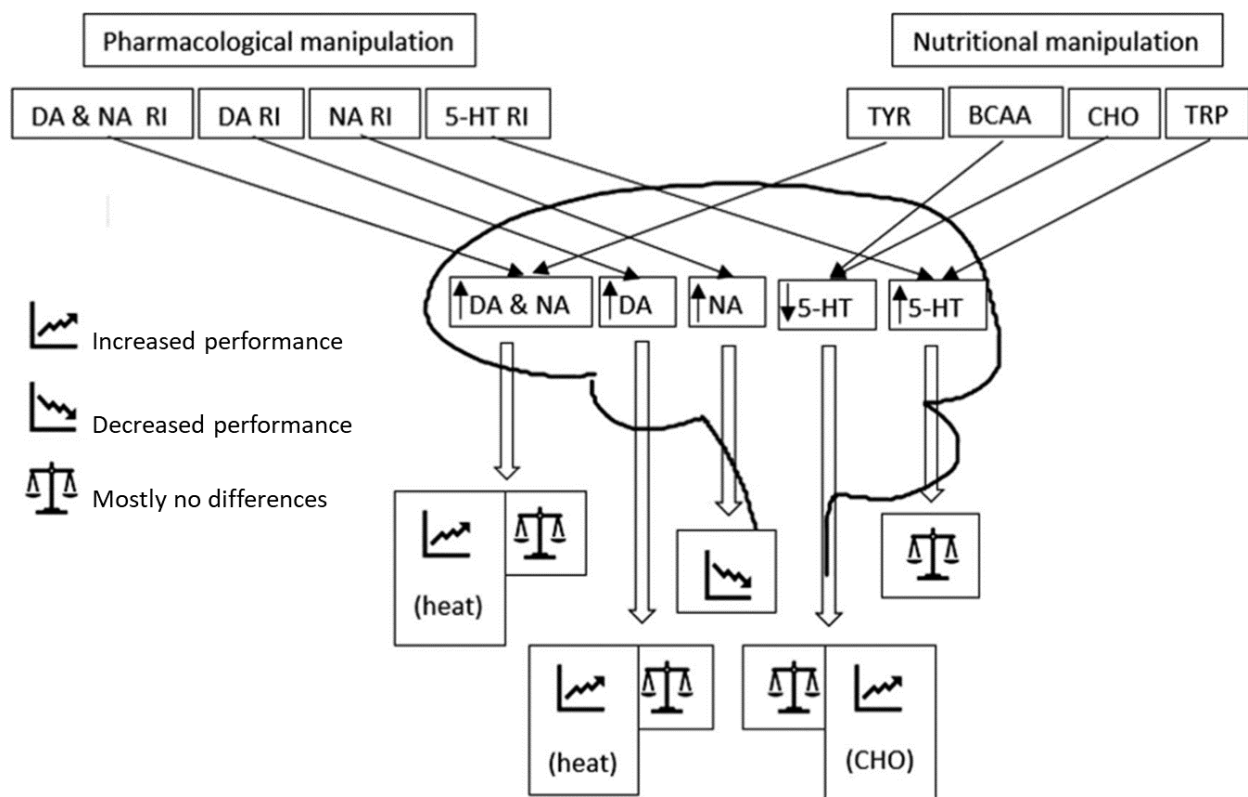 Pharmacological manipulation
Nutritional manipulation
DA & NA RI
DA RI
NA RI
5-HT RI
TYR
BCAA
CHO
TRP
DA & NA
DA
NA
5-HT
5-HT
Increased performance
Decreased performance
Mostly no differences
(heat)
(heat)
(CHO)